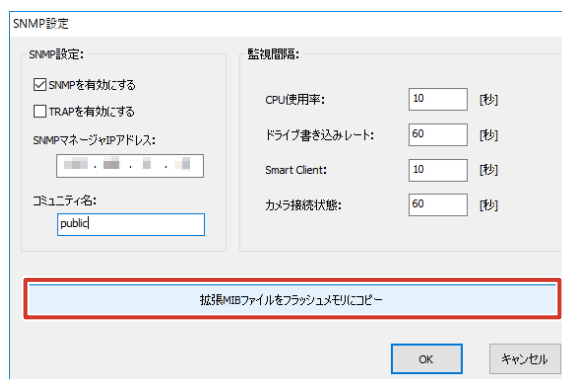 SNMP設定
SNMP設定:
☑SNMPを有効にする
☐TRAPを有効にする
SNMPマネージャIPアドレス:
コミュニティ名:
public
監視間隔:
CPU使用率: 10 [秒]
ドライブ書き込みレート: 60 [秒]
Smart Client: 10 [秒]
カメラ接続状態: 60 [秒]
拡張MIBファイルをフラッシュメモリにコピー
OK キャンセル